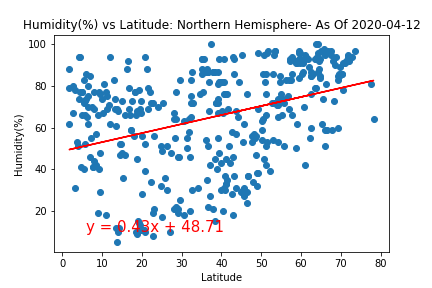 Humidity(%) vs Latitude: Northern Hemisphere- As Of 2020-04-12
100
80
60
40
20
Humidity(%)
y = 0.43x + 48.71
0 10 20 30 40 50 60 70 80
Latitude